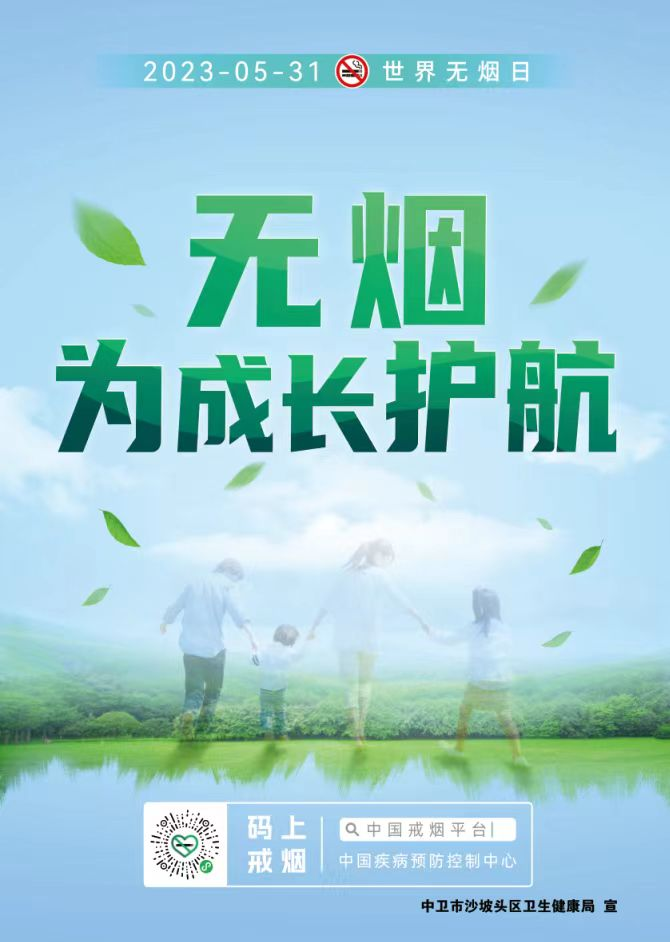 2023-05-31 世界无烟日
无烟
为成长护航
码上
戒烟
中国戒烟平台
中国疾病预防控制中心
中卫市沙坡头区卫生健康局 宣